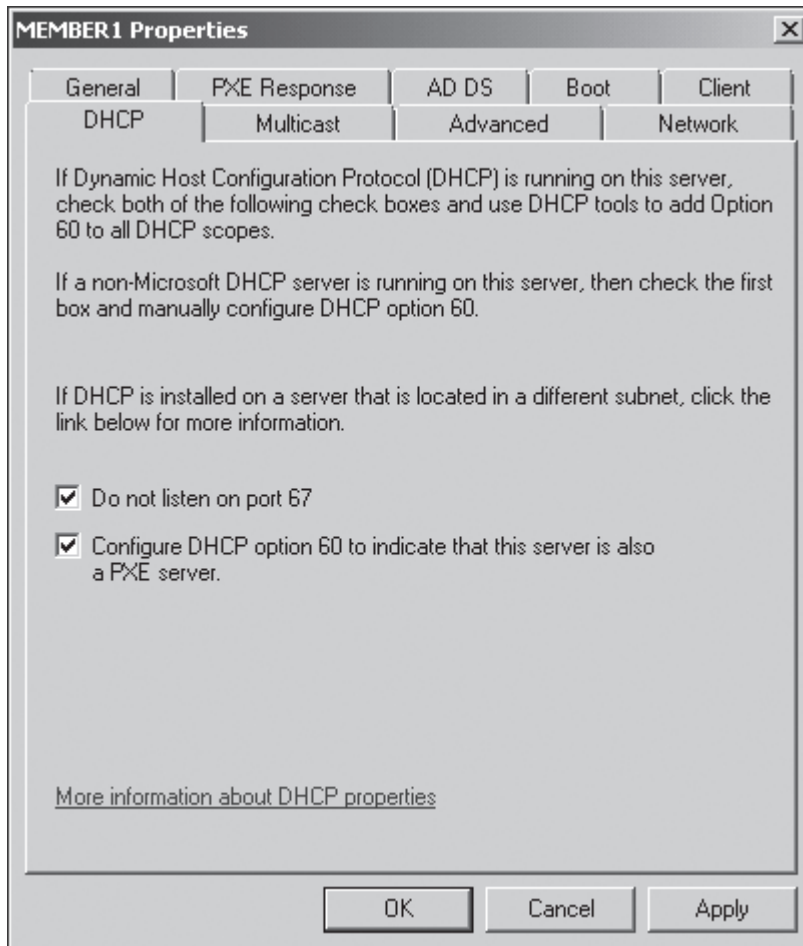 MEMBER1 Properties
General
PXE Response
AD DS
Boot
Client
DHCP
Multicast
Advanced
Network
If Dynamic Host Configuration Protocol (DHCP) is running on this server,
check both of the following check boxes and use DHCP tools to add Option
60 to all DHCP scopes.
If a non-Microsoft DHCP server is running on this server, then check the first
box and manually configure DHCP option 60.
If DHCP is installed on a server that is located in a different subnet, click the
link below for more information.
Do not listen on port 67
Configure DHCP option 60 to indicate that this server is also
a PXE server.
More information about DHCP properties
OK
Cancel
Apply